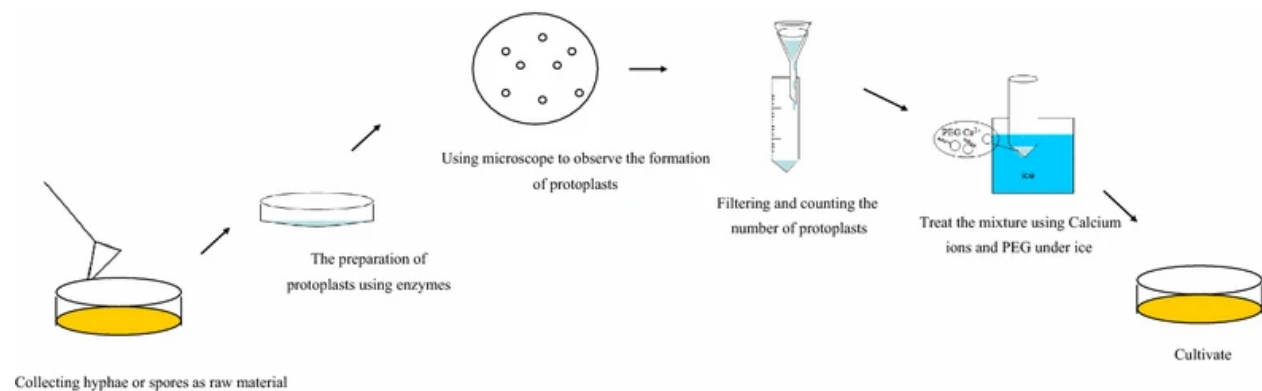 Collecting hyphae or spores as raw material
The preparation of
protoplasts using enzymes
Using microscope to observe the formation
of protoplasts
Filtering and counting the
number of protoplasts
PEG Ca²⁺
ice
Treat the mixture using Calcium
ions and PEG under ice
Cultivate